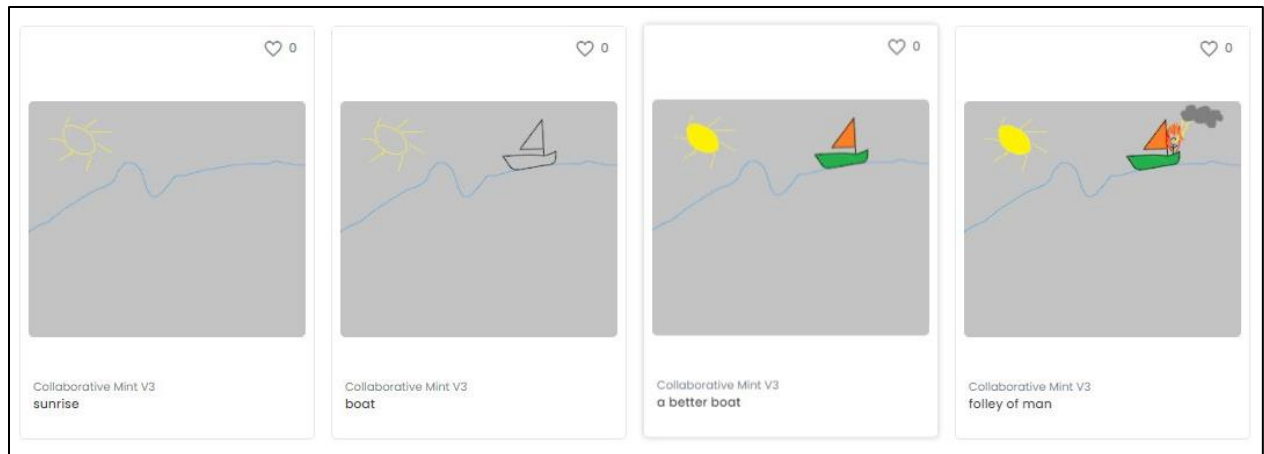 0
0
0
0
Collaborative Mint V3
sunrise
Collaborative Mint V3
boat
Collaborative Mint V3
a better boat
Collaborative Mint V3
folley of man